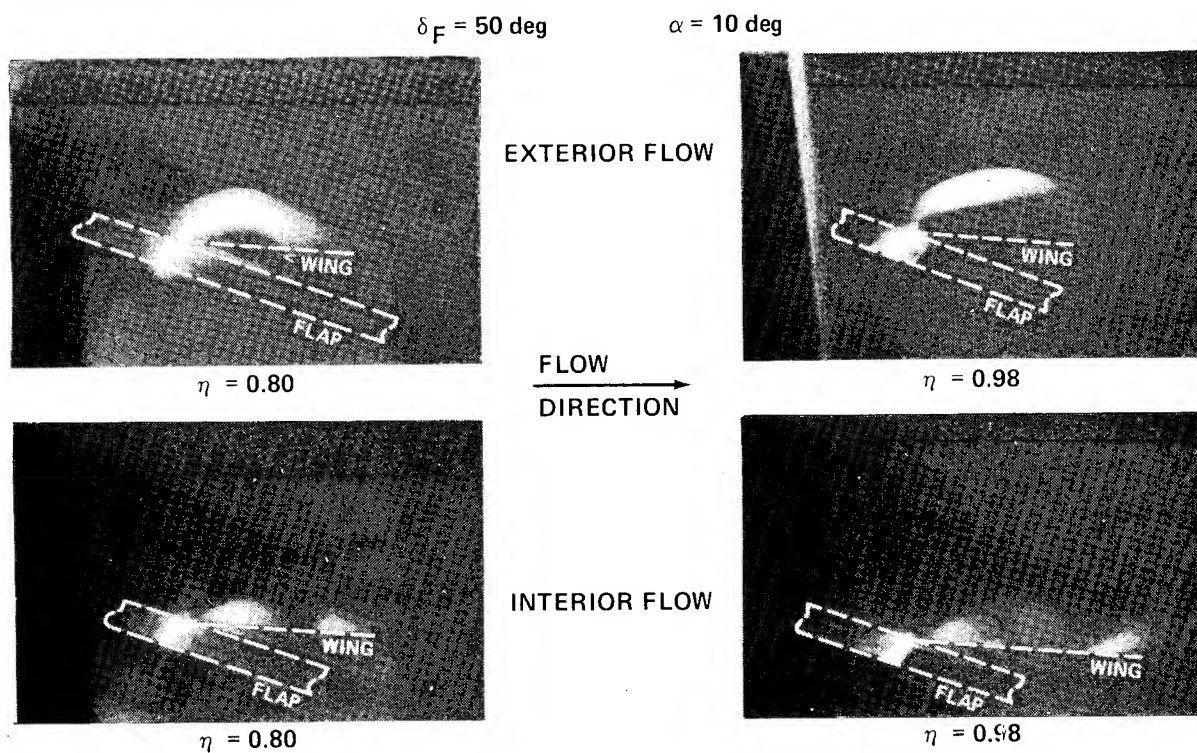 δF = 50 deg α = 10 deg
EXTERIOR FLOW
WING
FLAP
WING
FLAP
η = 0.80
FLOW
DIRECTION
η = 0.98
INTERIOR FLOW
WING
FLAP
WING
FLAP
η = 0.80
η = 0.98